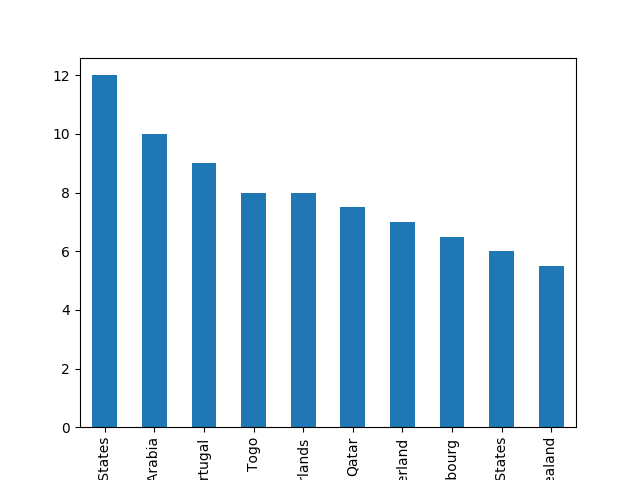 12
10
8
6
4
2
0
States
Arabia
rtugal
Togo
rlands
Qatar
erland
bourg
States
ealand